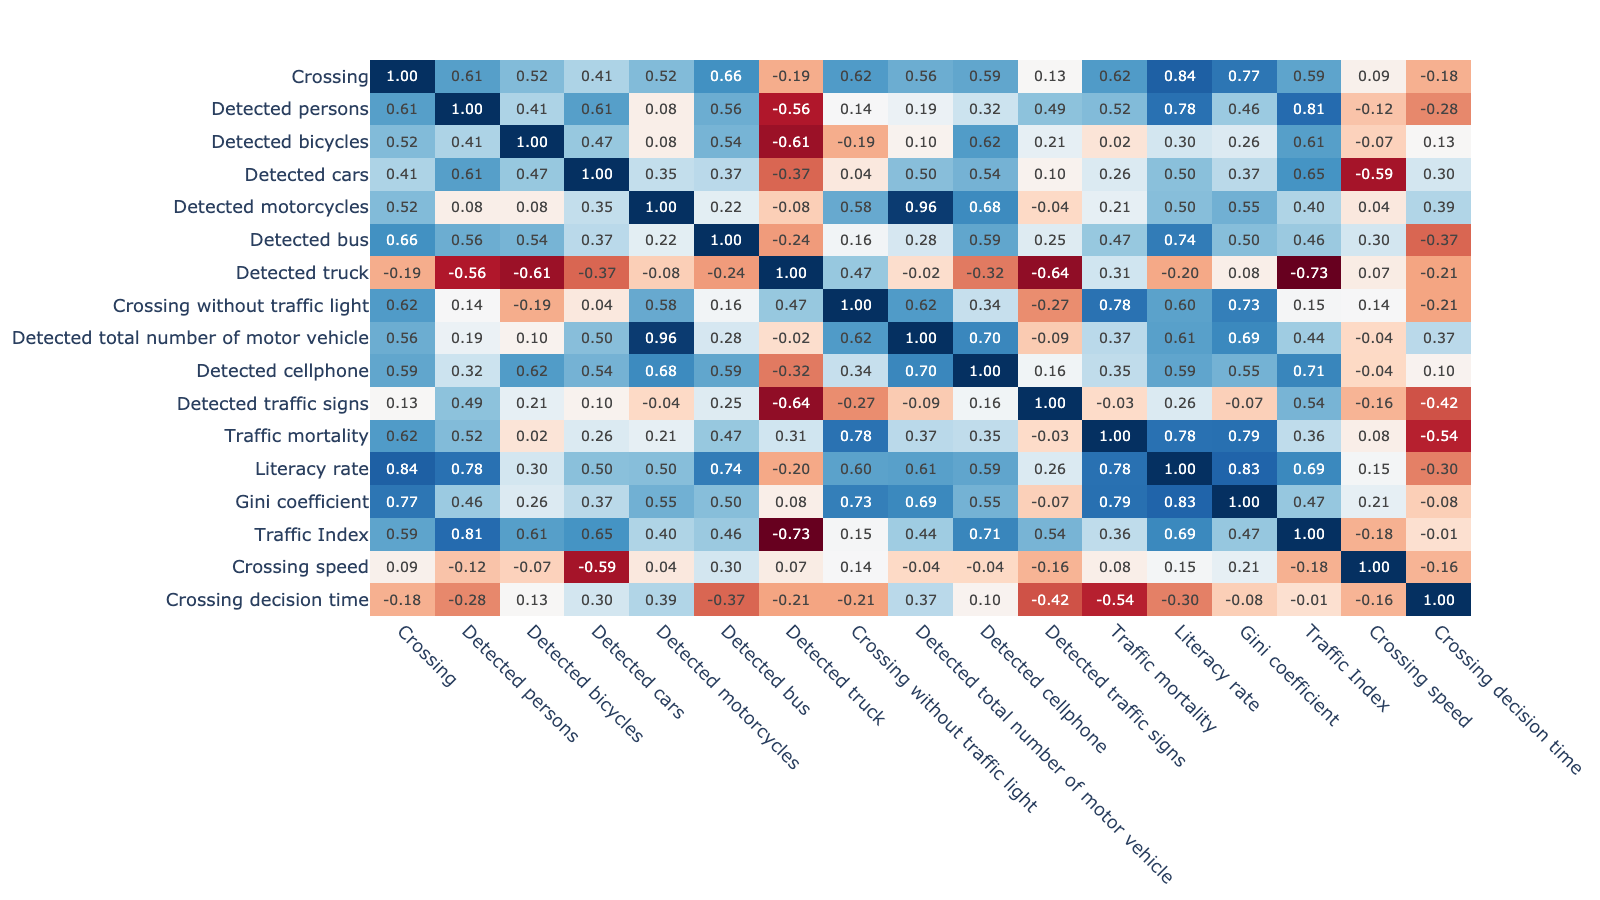 Crossing 1.00 0.61 0.52 0.41 0.52 0.66 -0.19 0.62 0.56 0.59 0.13 0.62 0.84 0.77 0.59 0.09 -0.18
Detected persons 0.61 1.00 0.41 0.61 0.08 0.56 -0.56 0.14 0.19 0.32 0.49 0.52 0.78 0.46 0.81 -0.12 -0.28
Detected bicycles 0.52 0.41 1.00 0.47 0.08 0.54 -0.61 -0.19 0.10 0.62 0.21 0.02 0.30 0.26 0.61 -0.07 0.13
Detected cars 0.41 0.61 0.47 1.00 0.35 0.37 -0.37 0.04 0.50 0.54 0.10 0.26 0.50 0.37 0.65 -0.59 0.30
Detected motorcycles 0.52 0.08 0.08 0.35 1.00 0.22 -0.08 0.58 0.96 0.68 -0.04 0.21 0.50 0.55 0.40 0.04 0.39
Detected bus 0.66 0.56 0.54 0.37 0.22 1.00 -0.24 0.16 0.28 0.59 0.25 0.47 0.74 0.50 0.46 0.30 -0.37
Detected truck -0.19 -0.56 -0.61 -0.37 -0.08 -0.24 1.00 0.47 -0.02 -0.32 -0.64 0.31 -0.20 0.08 -0.73 0.07 -0.21
Crossing without traffic light 0.62 0.14 -0.19 0.04 0.58 0.16 0.47 1.00 0.62 0.34 -0.27 0.78 0.60 0.73 0.15 0.14 -0.21
Detected total number of motor vehicle 0.56 0.19 0.10 0.50 0.96 0.28 -0.02 0.62 1.00 0.70 -0.09 0.37 0.61 0.69 0.44 -0.04 0.37
Detected cellphone 0.59 0.32 0.62 0.54 0.68 0.59 -0.32 0.34 0.70 1.00 0.16 0.35 0.59 0.55 0.71 -0.04 0.10
Detected traffic signs 0.13 0.49 0.21 0.10 -0.04 0.25 -0.64 -0.27 -0.09 0.16 1.00 -0.03 0.26 -0.07 0.54 -0.16 -0.42
Traffic mortality 0.62 0.52 0.02 0.26 0.21 0.47 0.31 0.78 0.37 0.35 -0.03 1.00 0.78 0.79 0.36 0.08 -0.54
Literacy rate 0.84 0.78 0.30 0.50 0.50 0.74 -0.20 0.60 0.61 0.59 0.26 0.78 1.00 0.83 0.69 0.15 -0.30
Gini coefficient 0.77 0.46 0.26 0.37 0.55 0.50 0.08 0.73 0.69 0.55 -0.07 0.79 0.83 1.00 0.47 0.21 -0.08
Traffic Index 0.59 0.81 0.61 0.65 0.40 0.46 -0.73 0.15 0.44 0.71 0.54 0.36 0.69 0.47 1.00 -0.18 -0.01
Crossing speed 0.09 -0.12 -0.07 -0.59 0.04 0.30 0.07 0.14 -0.04 -0.04 -0.16 0.08 0.15 0.21 -0.18 1.00 -0.16
Crossing decision time -0.18 -0.28 0.13 0.30 0.39 -0.37 -0.21 -0.21 0.37 0.10 -0.42 -0.54 -0.30 -0.08 -0.01 -0.16 1.00
Crossing
Detected persons
Detected bicycles
Detected cars
Detected motorcycles
Detected bus
Detected truck
Crossing without traffic light
Detected total number of motor vehicle
Detected cellphone
Detected traffic signs
Traffic mortality
Literacy rate
Gini coefficient
Traffic Index
Crossing speed
Crossing decision time